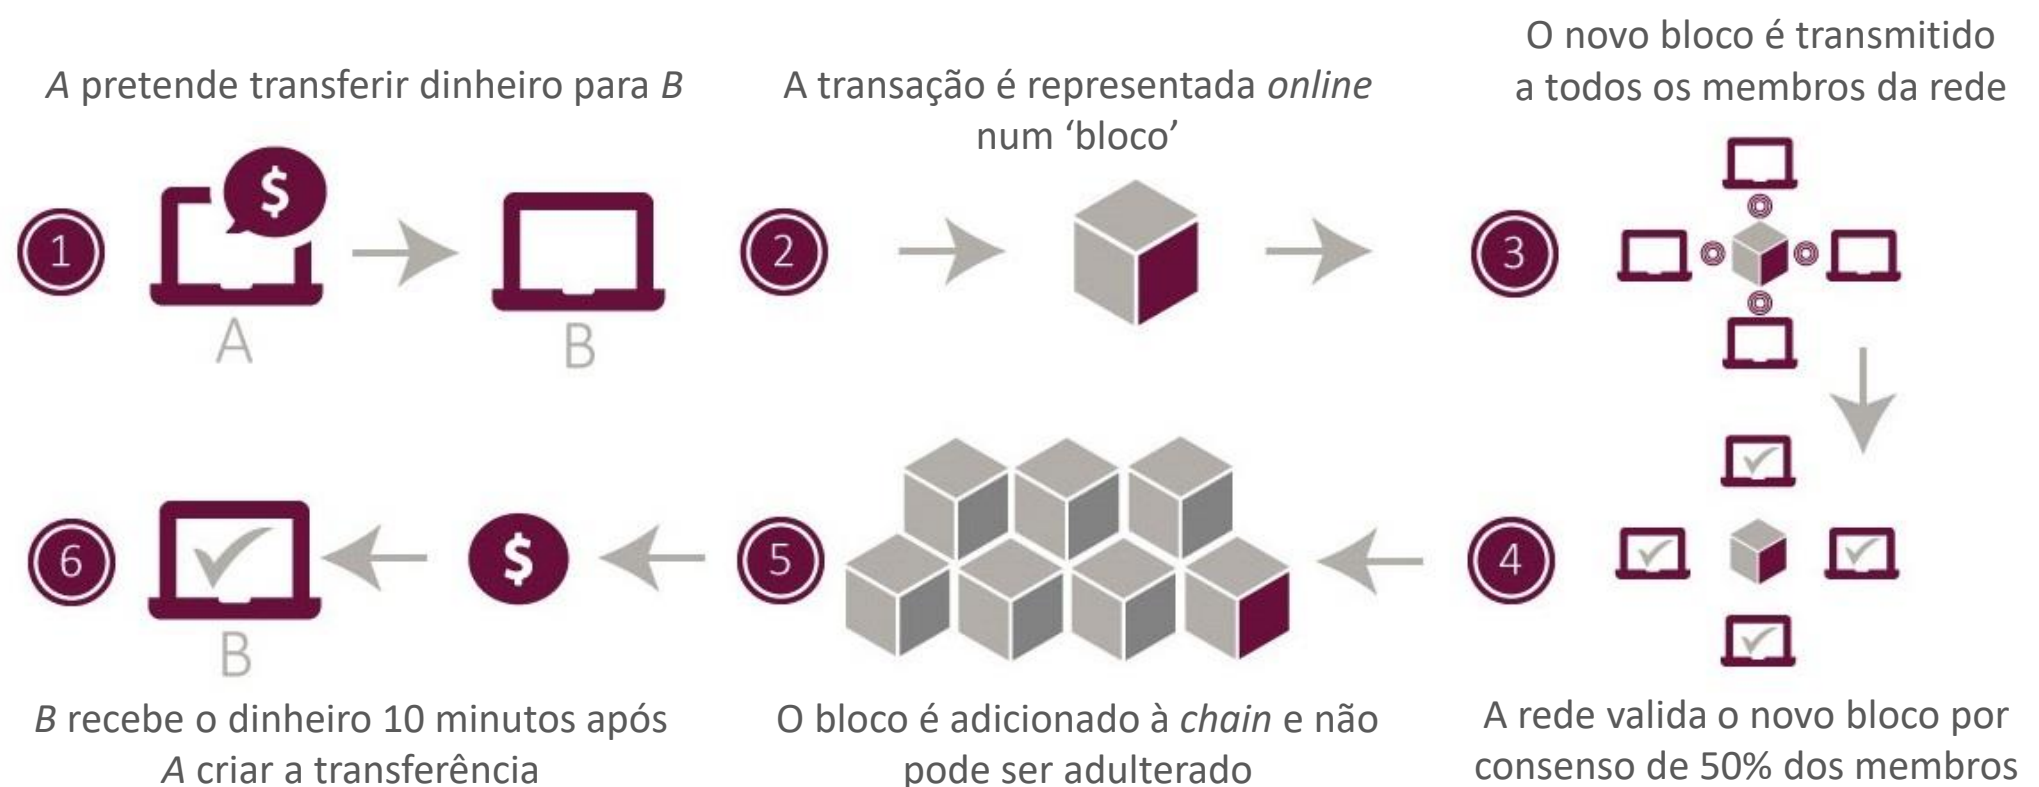 A pretende transferir dinheiro para B
1
$
A
B
A transação é representada online
num ‘bloco’
2
O novo bloco é transmitido
a todos os membros da rede
3
4
A rede valida o novo bloco por
consenso de 50% dos membros
5
O bloco é adicionado à chain e não
pode ser adulterado
$
6
B
B recebe o dinheiro 10 minutos após
A criar a transferência